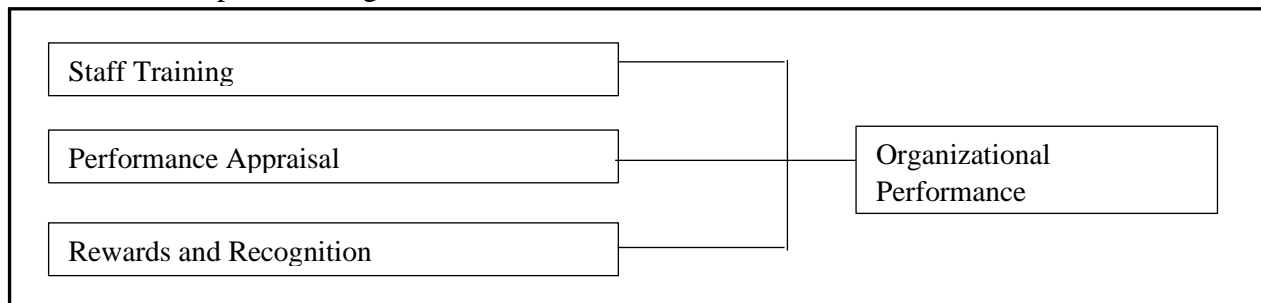 Staff Training
Performance Appraisal
Organizational
Performance
Rewards and Recognition